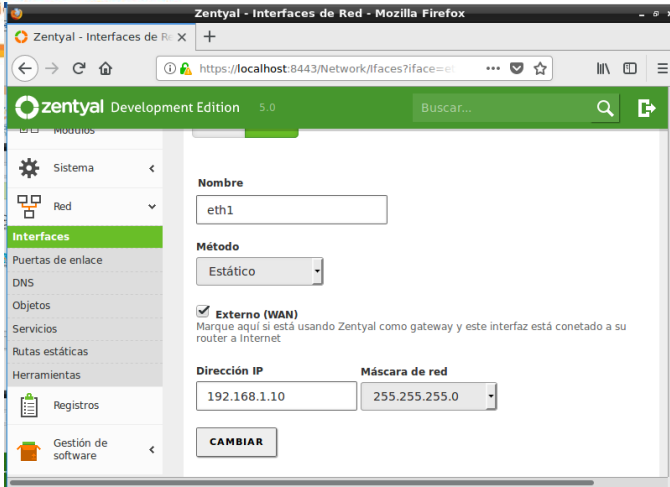 Zentyal - Interfaces de Red - Mozilla Firefox
Zentyal - Interfaces de R
https://localhost:8443/Network/Ifaces?iface=e
zentyal Development Edition 5.0
Buscar...
Módulos
Sistema
Red
Interfaces
Puertas de enlace
DNS
Objetos
Servicios
Rutas estáticas
Herramientas
Registros
Gestión de
software
Nombre
eth1
Método
Estático
Externo (WAN)
Marque aquí si está usando Zentyal como gateway y este interfaz está conetado a su
router a Internet
Dirección IP
Máscara de red
192.168.1.10
255.255.255.0
CAMBIAR